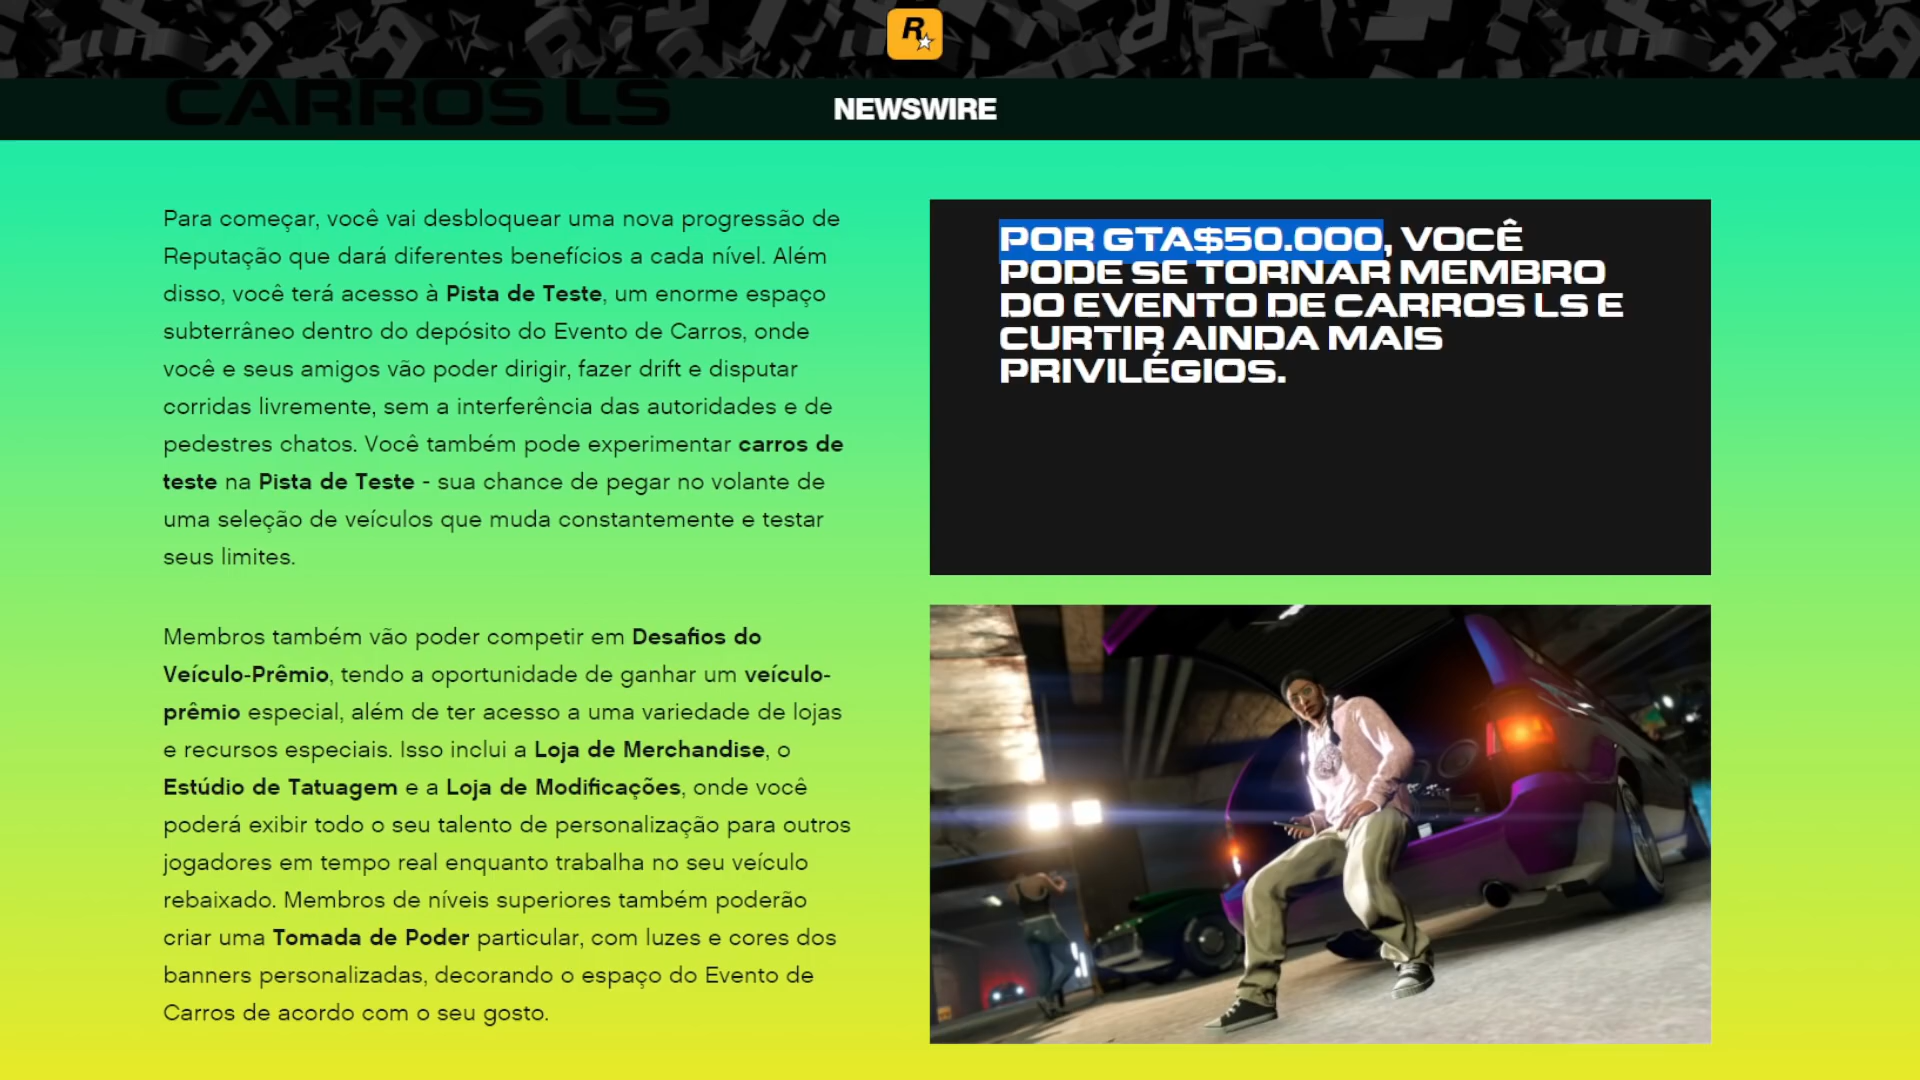 R
CARROS LS
NEWSWIRE
Para começar, você vai desbloquear uma nova progressão de
Reputação que dará diferentes benefícios a cada nível. Além
disso, você terá acesso à Pista de Teste, um enorme espaço
subterrâneo dentro do depósito do Evento de Carros, onde
você e seus amigos vão poder dirigir, fazer drift e disputar
corridas livremente, sem a interferência das autoridades e de
pedestres chatos. Você também pode experimentar carros de
teste na Pista de Teste - sua chance de pegar no volante de
uma seleção de veículos que muda constantemente e testar
seus limites.
Membros também vão poder competir em Desafios do
Veículo-Prêmio, tendo a oportunidade de ganhar um veículo-
prêmio especial, além de ter acesso a uma variedade de lojas
e recursos especiais. Isso inclui a Loja de Merchandise, o
Estúdio de Tatuagem e a Loja de Modificações, onde você
poderá exibir todo o seu talento de personalização para outros
jogadores em tempo real enquanto trabalha no seu veículo
rebaixado. Membros de níveis superiores também poderão
criar uma Tomada de Poder particular, com luzes e cores dos
banners personalizadas, decorando o espaço do Evento de
Carros de acordo com o seu gosto.
POR GTA$50.000, VOCÊ
PODE SE TORNAR MEMBRO
DO EVENTO DE CARROS LS E
CURTIR AINDA MAIS
PRIVILÉGIOS.